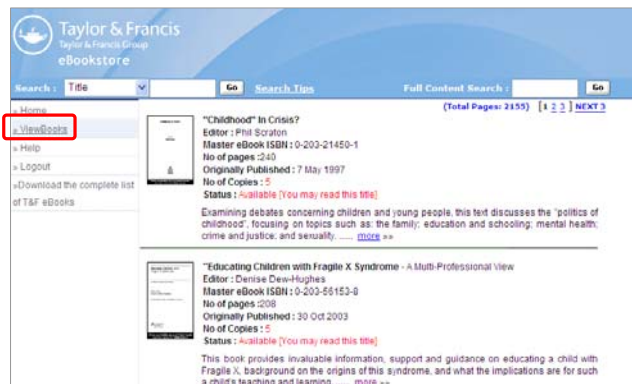 Taylor & Francis
Taylor & Francis Group
eBookstore
Search : Title Go Search Tips Full Content Search : Go
» Home
» ViewBooks
» Help
» Logout
»Download the complete list
of T&F eBooks
(Total Pages: 2155) [1 2 3 ] NEXT 3
"Childhood" In Crisis?
Editor : Phil Scraton
Master eBook ISBN : 0-203-21450-1
No of pages :240
Originally Published : 7 May 1997
No of Copies : 5
Status : Available [You may read this title]
Examining debates concerning children and young people, this text discusses the "politics of
childhood", focusing on topics such as: the family; education and schooling; mental health;
crime and justice; and sexuality. ..... more »»
"Educating Children with Fragile X Syndrome - A Multi-Professional View
Editor : Denise Dew-Hughes
Master eBook ISBN : 0-203-56153-8
No of pages :208
Originally Published : 30 Oct 2003
No of Copies : 5
Status : Available [You may read this title]
This book provides invaluable information, support and guidance on educating a child with
Fragile X, background on the origins of this syndrome, and what the implications are for such
a child's teaching and learning. ..... more »»